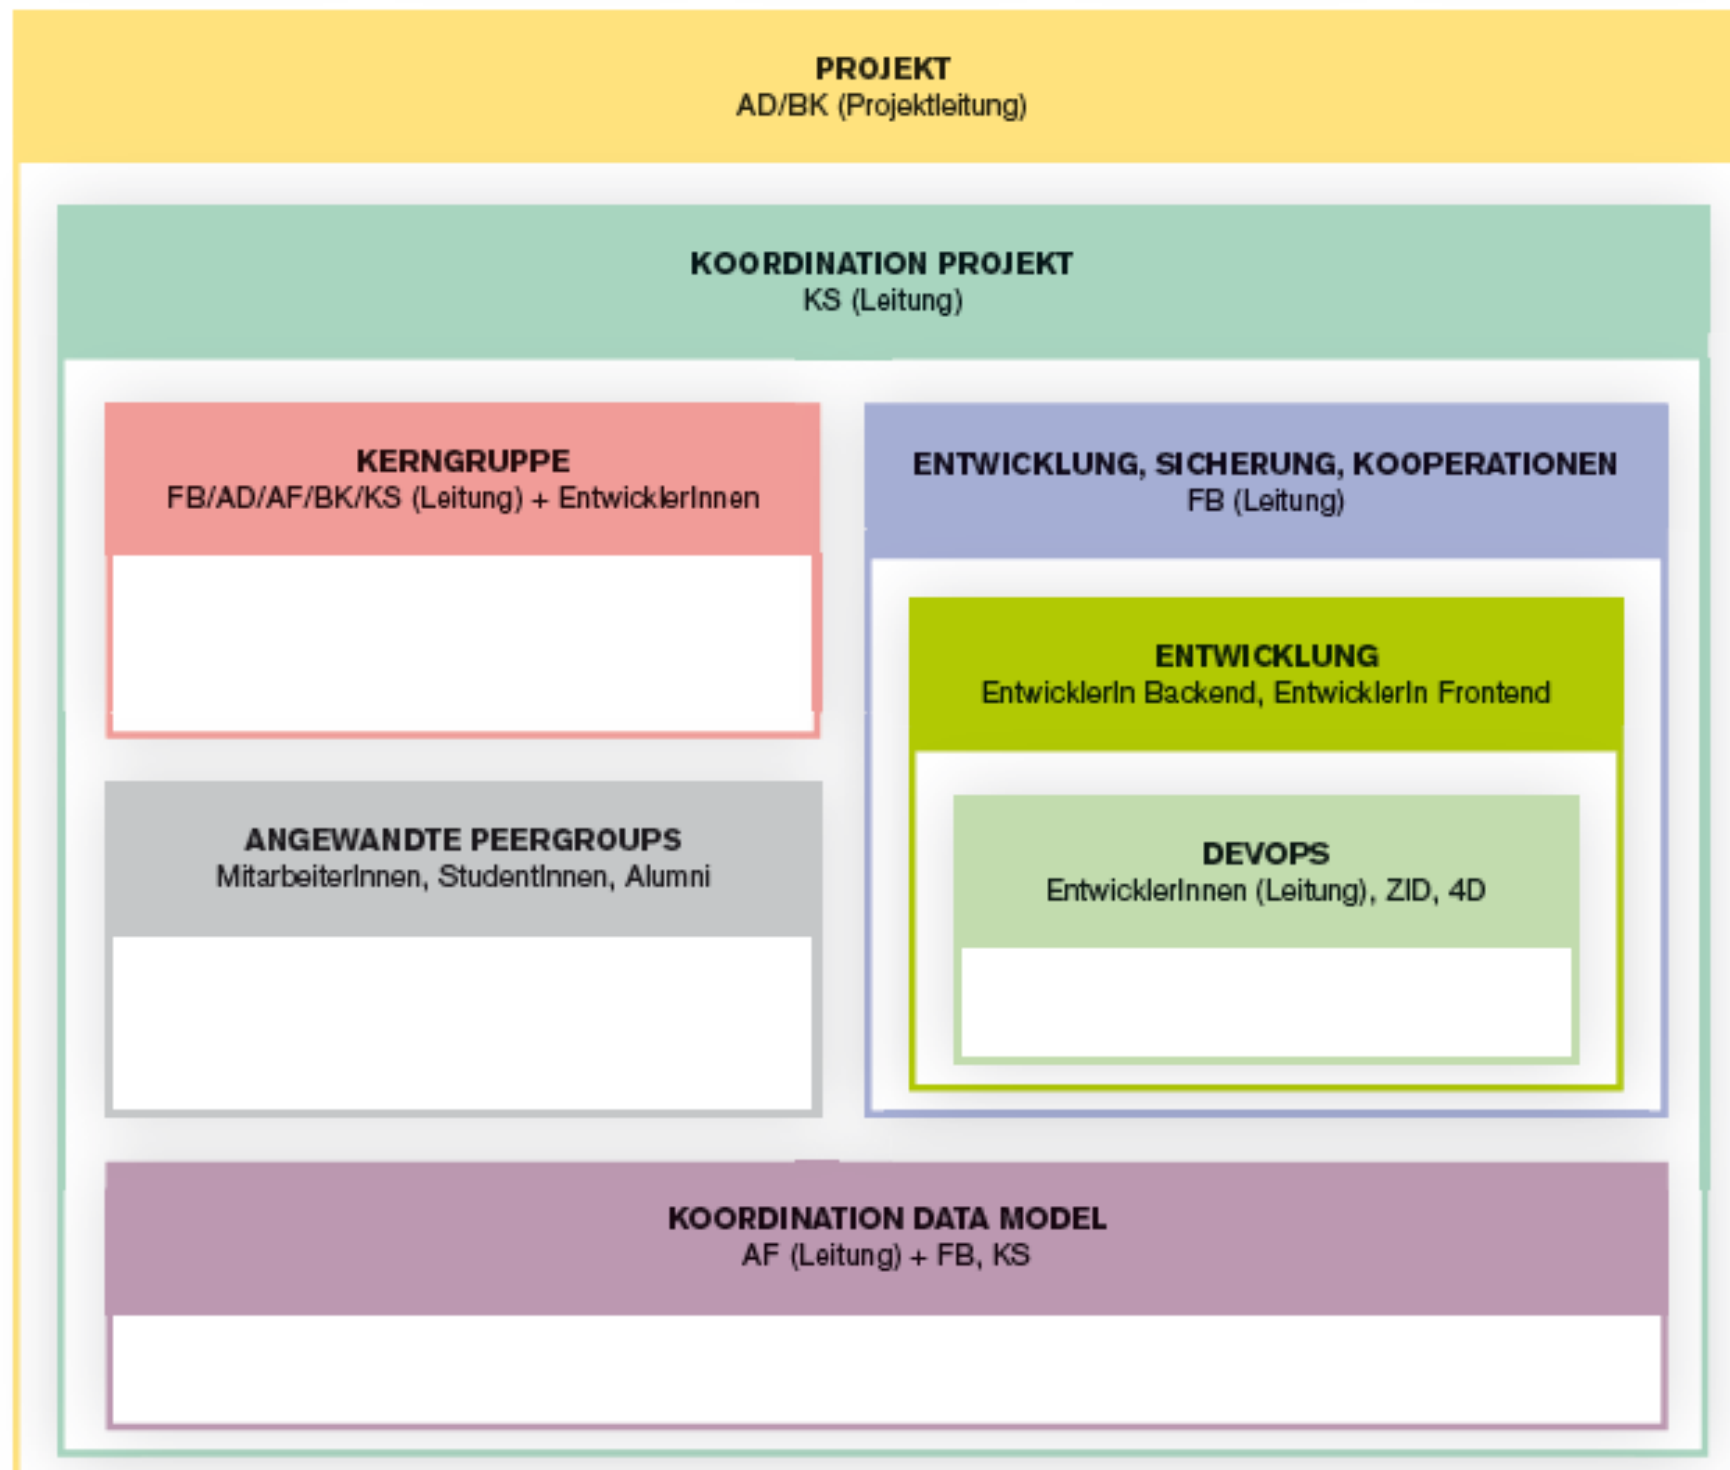 PROJEKT
AD/BK (Projektleitung)
KOORDINATION PROJEKT
KS (Leitung)
KERNGRUPPE
FB/AD/AF/BK/KS (Leitung) + EntwicklerInnen
ENTWICKLUNG, SICHERUNG, KOOPERATIONEN
FB (Leitung)
ENTWICKLUNG
EntwicklerIn Backend, EntwicklerIn Frontend
ANGEWANDTE PEERGROUPS
MitarbeiterInnen, StudentInnen, Alumni
DEVOPS
EntwicklerInnen (Leitung), ZID, 4D
KOORDINATION DATA MODEL
AF (Leitung) + FB, KS